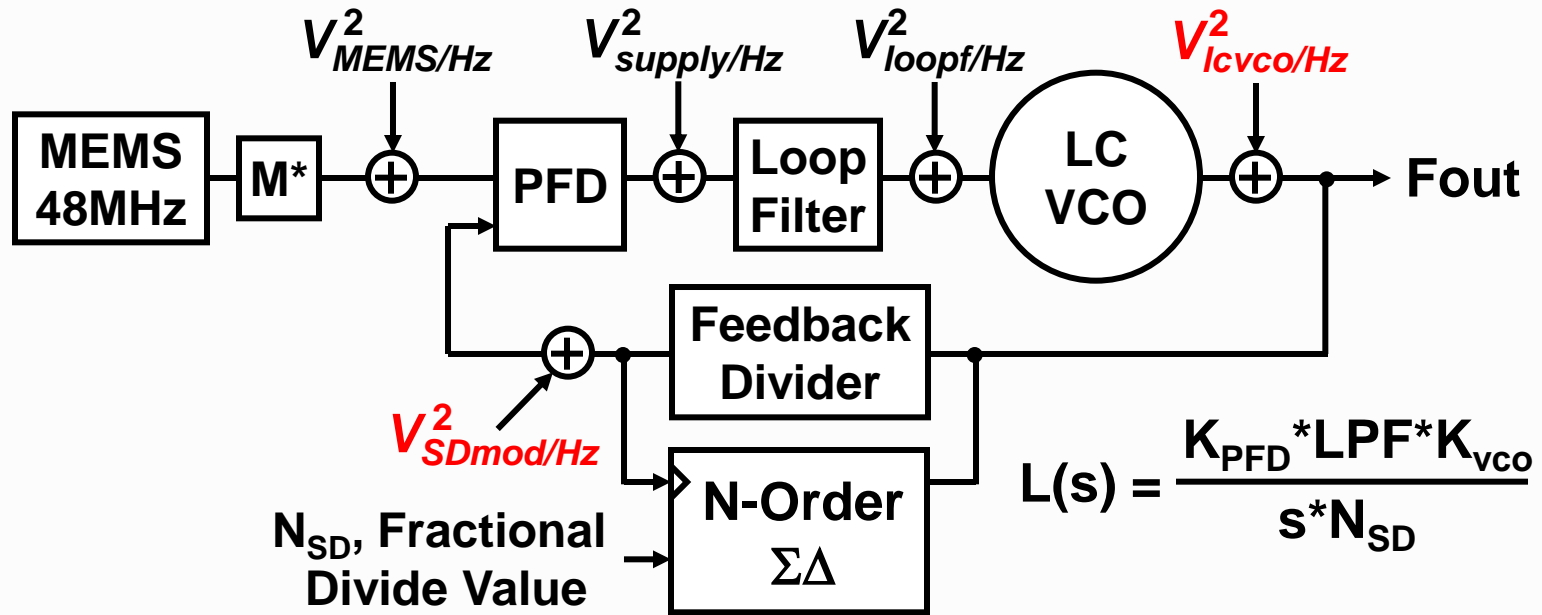 V²MEMS/Hz
V²supply/Hz
V²loopf/Hz
V²lcvco/Hz
MEMS
48MHz
M*
PFD
Loop
Filter
LC
VCO
Fout
Feedback
Divider
V²SDmod/Hz
N-Order
ΣΔ
NSD, Fractional
Divide Value
L(s) = KPFD*LPF*Kvco
s*NSD